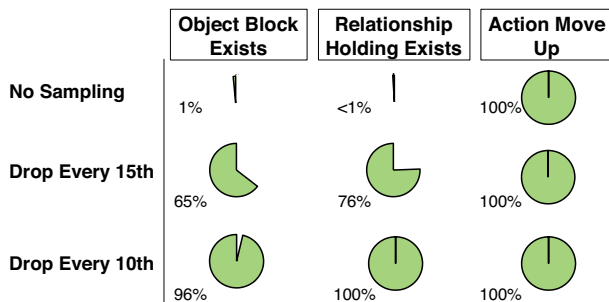 Object Block
Exists
Relationship
Holding Exists
Action Move
Up
No Sampling
1%
<1%
100%
Drop Every 15th
65%
76%
100%
Drop Every 10th
96%
100%
100%